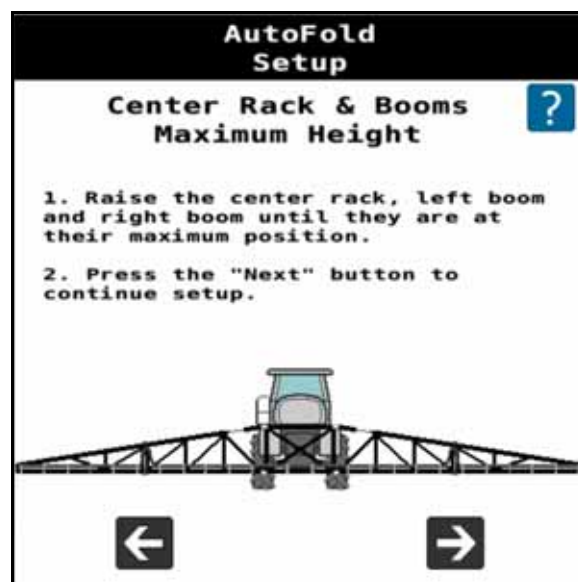 AutoFold
Setup
Center Rack & Booms
Maximum Height
?
1. Raise the center rack, left boom
and right boom until they are at
their maximum position.
2. Press the "Next" button to
continue setup.